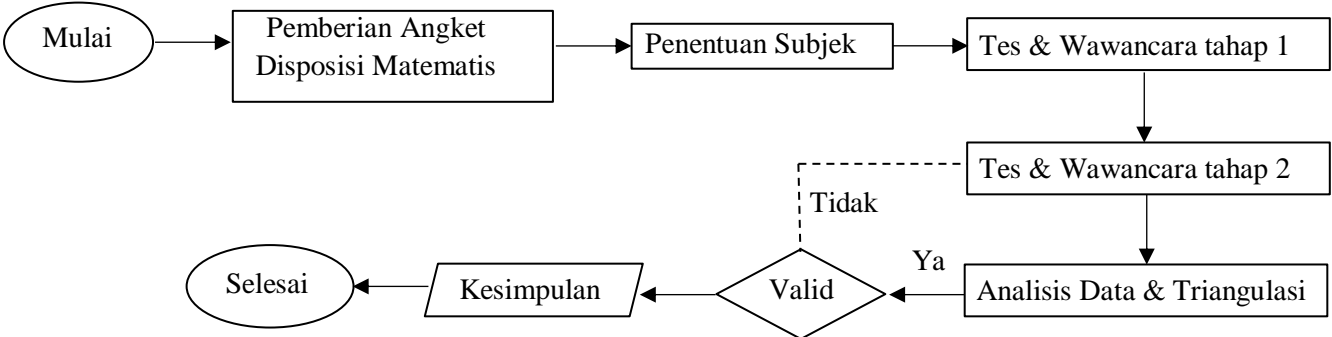 Mulai
Pemberian Angket
Disposisi Matematis
Penentuan Subjek
Tes & Wawancara tahap 1
Tes & Wawancara tahap 2
Tidak
Ya
Analisis Data & Triangulasi
Valid
Kesimpulan
Selesai